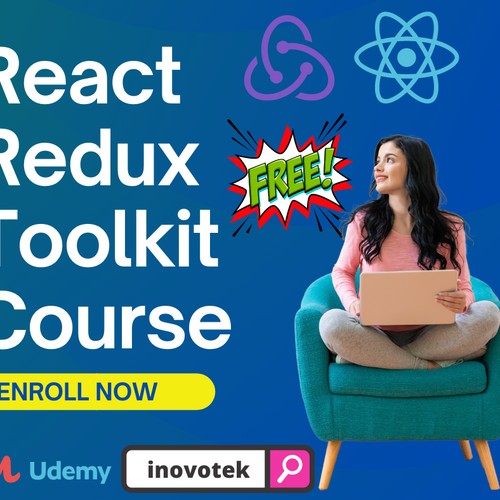 React
Redux
Toolkit
Course
FREE!
ENROLL NOW
Udemy
inovotek